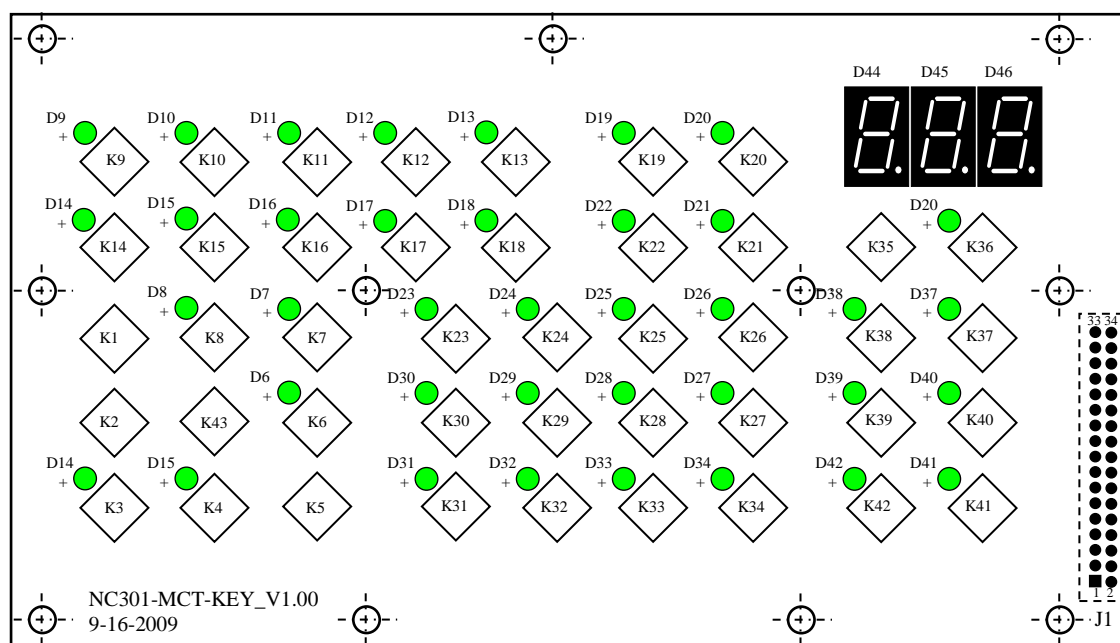 D44 D45 D46
D9 D10 D11 D12 D13 D19 D20
+ + + + + + +
K9 K10 K11 K12 K13 K19 K20
8.8.8.
D14 D15 D16 D17 D18 D22 D21 D20
+ + + + + + + +
K14 K15 K16 K17 K18 K22 K21 K35 K36
D8 D7 D23 D24 D25 D26 D38 D37
+ + + + + + + +
33 34
K1 K8 K7 K23 K24 K25 K26 K38 K37
D6 D30 D29 D28 D27 D39 D40
+ + + + + + +
K2 K43 K6 K30 K29 K28 K27 K39 K40
D14 D15 D31 D32 D33 D34 D42 D41
+ + + + + + + +
K3 K4 K5 K31 K32 K33 K34 K42 K41
1 2
NC301-MCT-KEY_V1.00
9-16-2009
J1